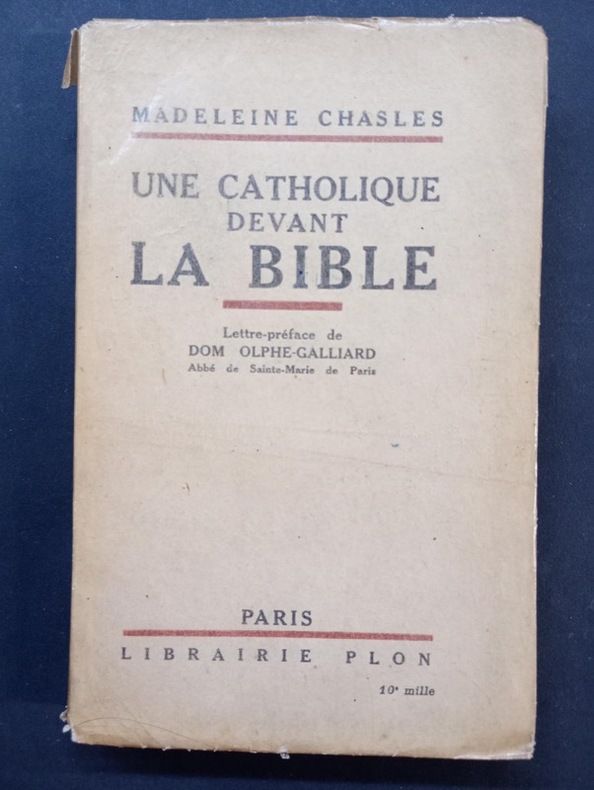 MADELEINE CHASLES
UNE CATHOLIQUE
DEVANT
LA BIBLE
Lettre-préface de
DOM OLPHE-GALLIARD
Abbé de Sainte-Marie de Paris
PARIS
LIBRAIRIE PLON
10e mille